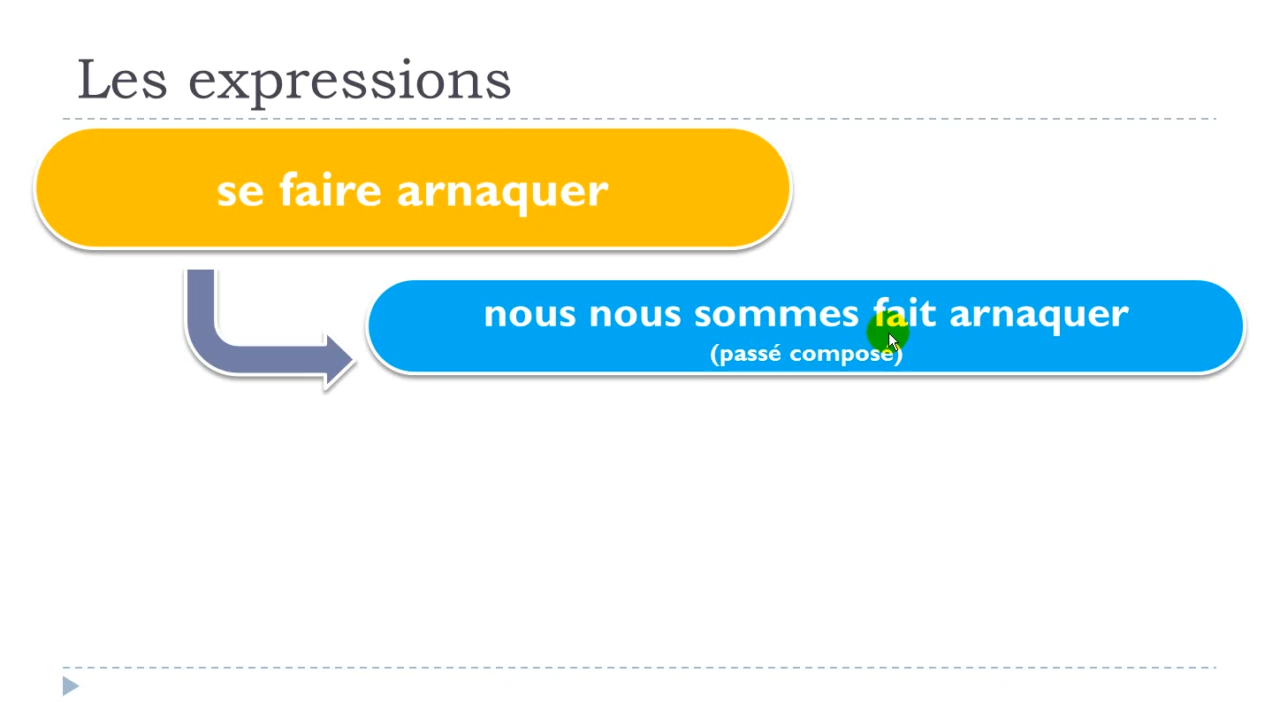 Les expressions
se faire arnaquer
nous nous sommes fait arnaquer
(passé composé)